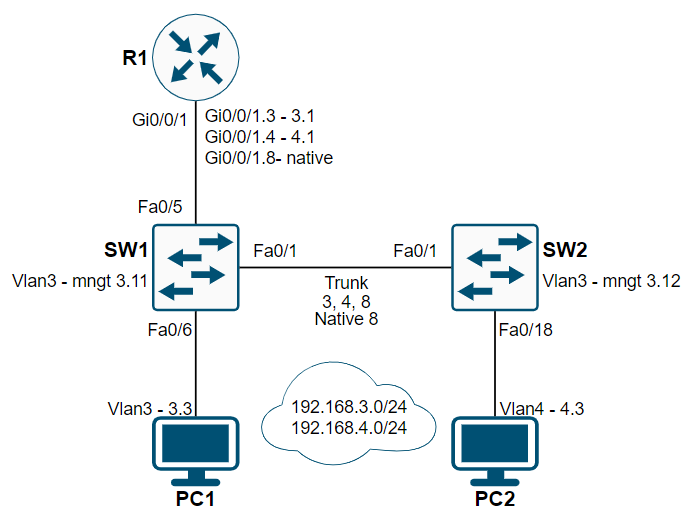 R1
Gi0/0/1
Gi0/0/1.3 - 3.1
Gi0/0/1.4 - 4.1
Gi0/0/1.8- native
Fa0/5
SW1
Fa0/1
Fa0/1
SW2
Vlan3 - mngt 3.11
Vlan3 - mngt 3.12
Trunk
3, 4, 8
Native 8
Fa0/6
Fa0/18
Vlan3 - 3.3
192.168.3.0/24
192.168.4.0/24
Vlan4 - 4.3
PC1
PC2